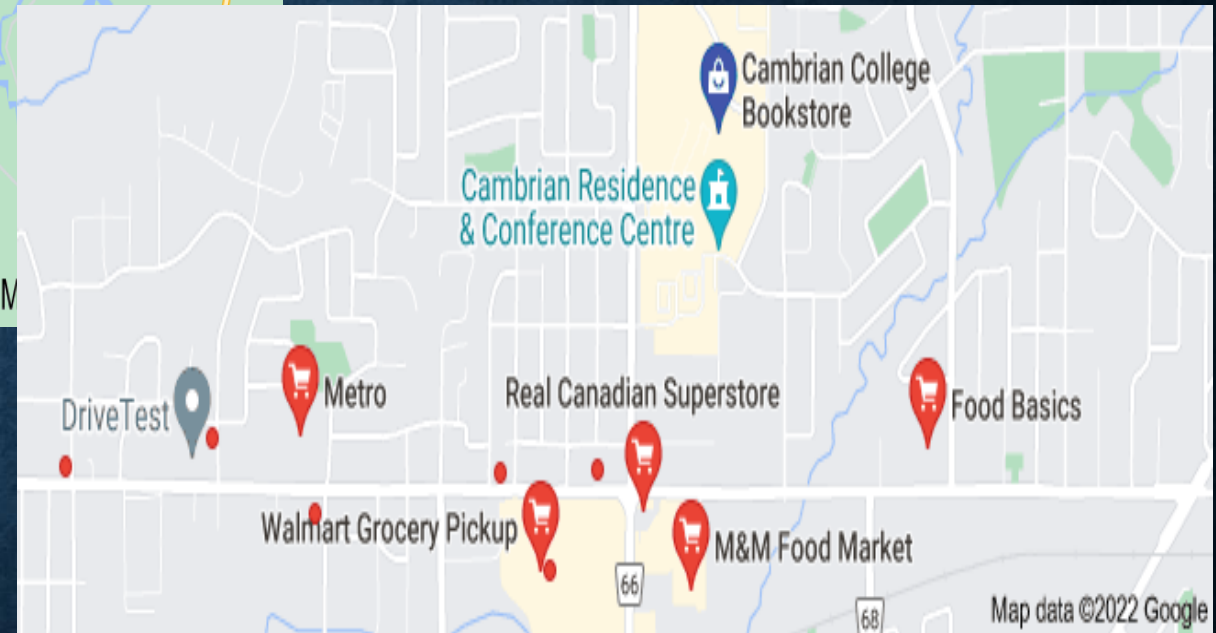 Cambrian College
Bookstore
Cambrian Residence
& Conference Centre
M
DriveTest
Metro
Real Canadian Superstore
Food Basics
Walmart Grocery Pickup
M&M Food Market
66
68
Map data ©2022 Google